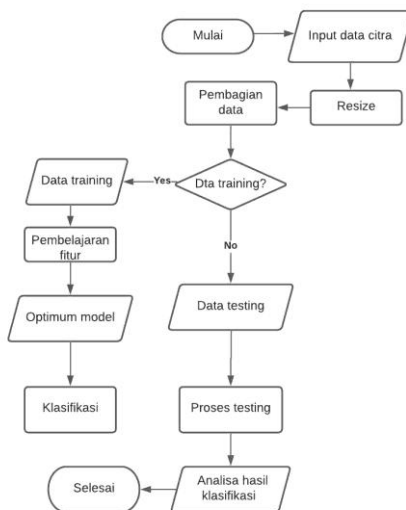 Mulai
Input data citra
Resize
Pembagian
data
Dta training?
Yes
Data training
Pembelajaran
fitur
Optimum model
Klasifikasi
No
Data testing
Proses testing
Analisa hasil
klasifikasi
Selesai